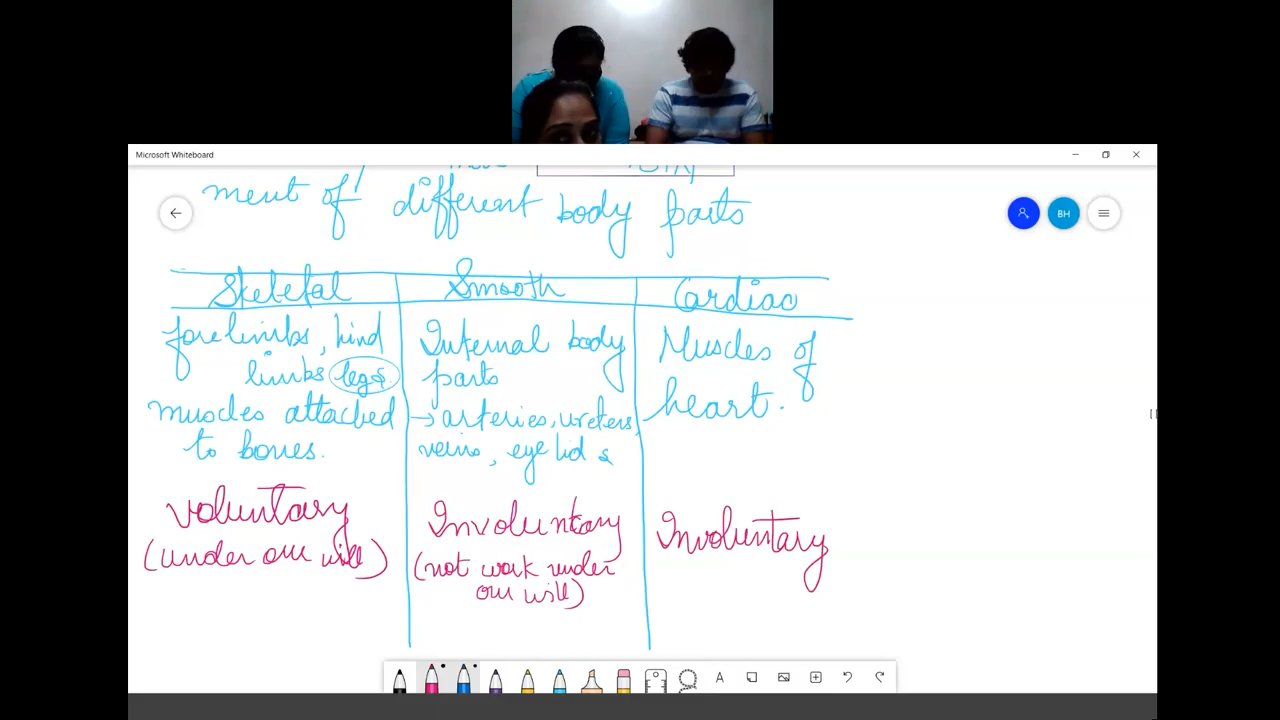 Microsoft Whiteboard
ment of different body parts
BH
Skeletal Smooth Cardiac
forelimbs, hind
limbs legs.
muscles attached
to bones.
voluntary
(under our will)
Internal body
parts
→ arteries, ureters,
veins, eye lid &
Involuntary
(not work under
our will)
Muscles of
heart.
Involuntary
A